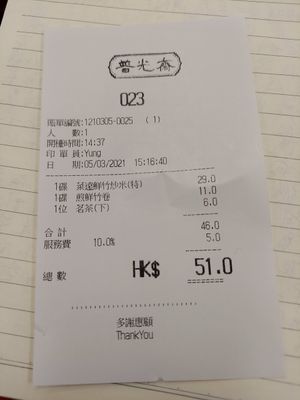 普光齋
023
賬單編號:1210305-0025 (1)
人 數:1
開檯時間:14:37
印單員:Yung
日 期:05/03/2021 15:16:40
1碟 菜遠鮮竹炒米(特) 29.0
1碟 煎鮮竹卷 11.0
1位 茗茶(下) 6.0
合計 46.0
服務費 10.0% 5.0
總數 HK$ 51.0
多謝惠顧
ThankYou